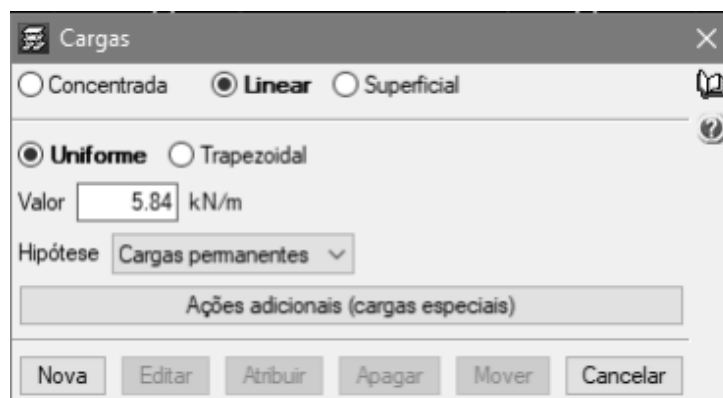 Cargas
Concentrada Linear Superficial
Uniforme Trapezoidal
Valor 5.84 kN/m
Hipótese Cargas permanentes
Ações adicionais (cargas especiais)
Nova Editar Atribuir Apagar Mover Cancelar